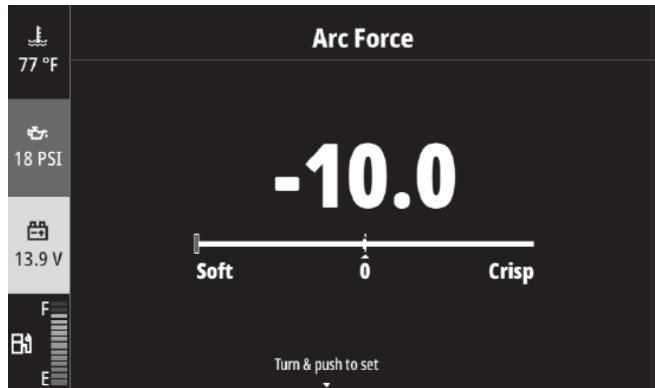 Arc Force
77 °F
18 PSI
13.9 V
F
E
-10.0
Soft 0 Crisp
Turn & push to set